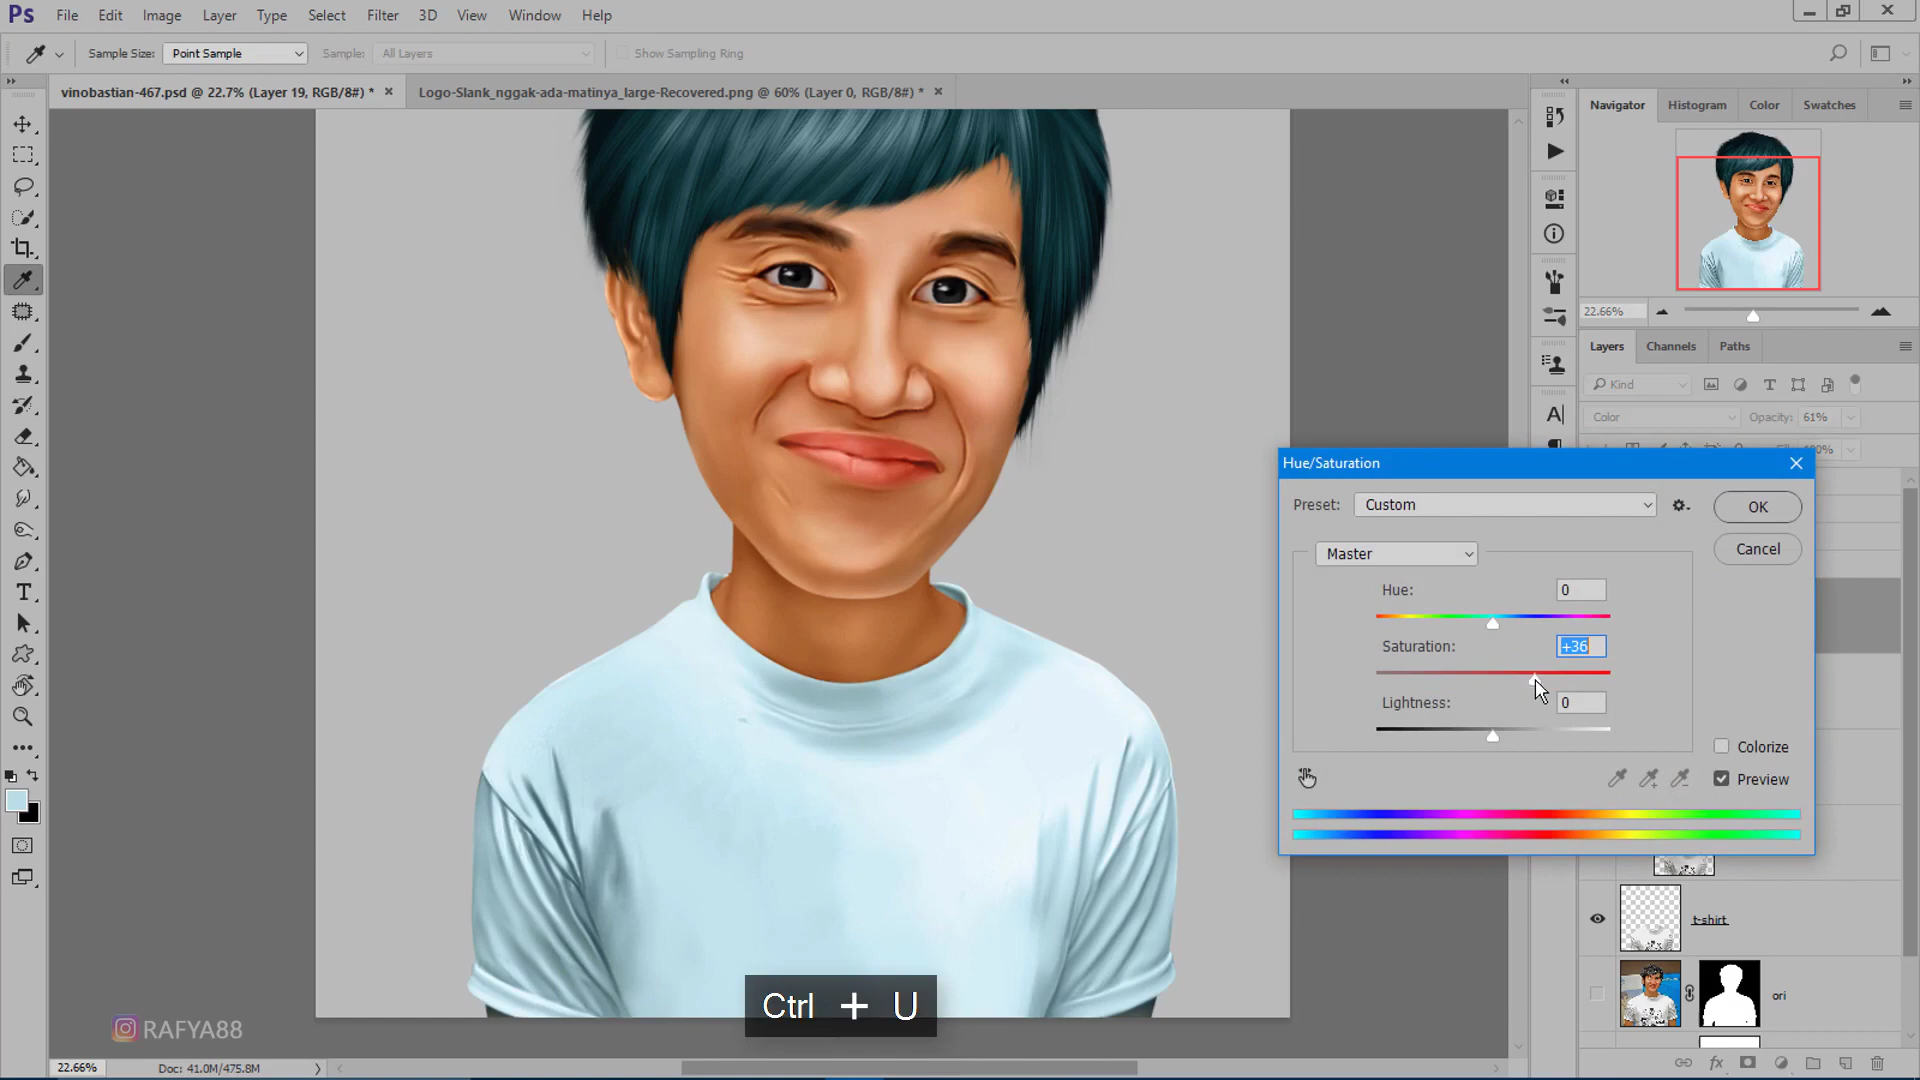 Ps File Edit Image Layer Type Select Filter 3D View Window Help
Sample Size: Point Sample Sample: All Layers Show Sampling Ring
vinobastian-467.psd @ 22.7% (Layer 19, RGB/8#) * Logo-Slank_nggak-ada-matinya_large-Recovered.png @ 60% (Layer 0, RGB/8#) *
Navigator Histogram Color Swatches
22.66%
Layers Channels Paths
Kind
Color Opacity: 61%
Hue/Saturation
Preset: Custom OK
Master Cancel
Hue: 0
Saturation: +36
Lightness: 0
Colorize
Preview
t-shirt
ori
Ctrl + U
RAFYA88
22.66% Doc: 41.0M/475.8M